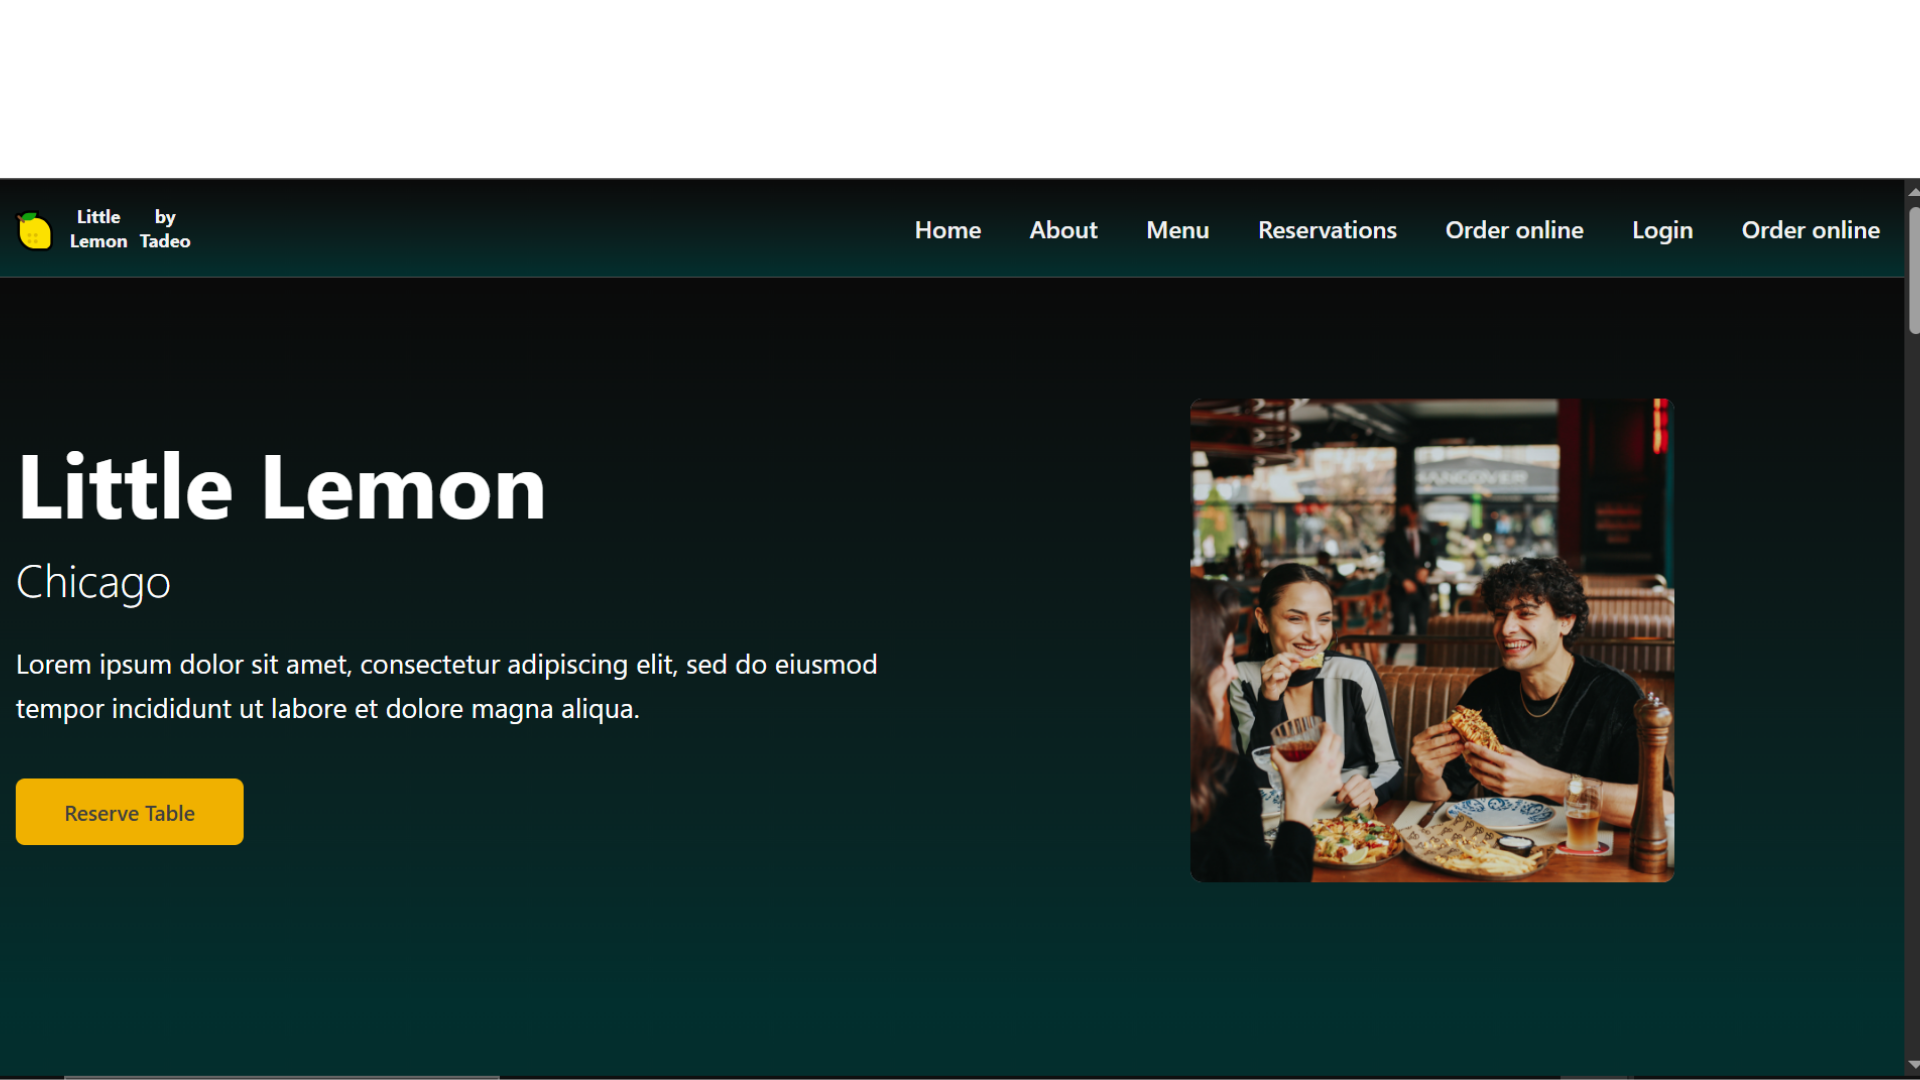 Little by
Lemon Tadeo
Home About Menu Reservations Order online Login Order online
Little Lemon
Chicago
Lorem ipsum dolor sit amet, consectetur adipiscing elit, sed do eiusmod
tempor incididunt ut labore et dolore magna aliqua.
Reserve Table